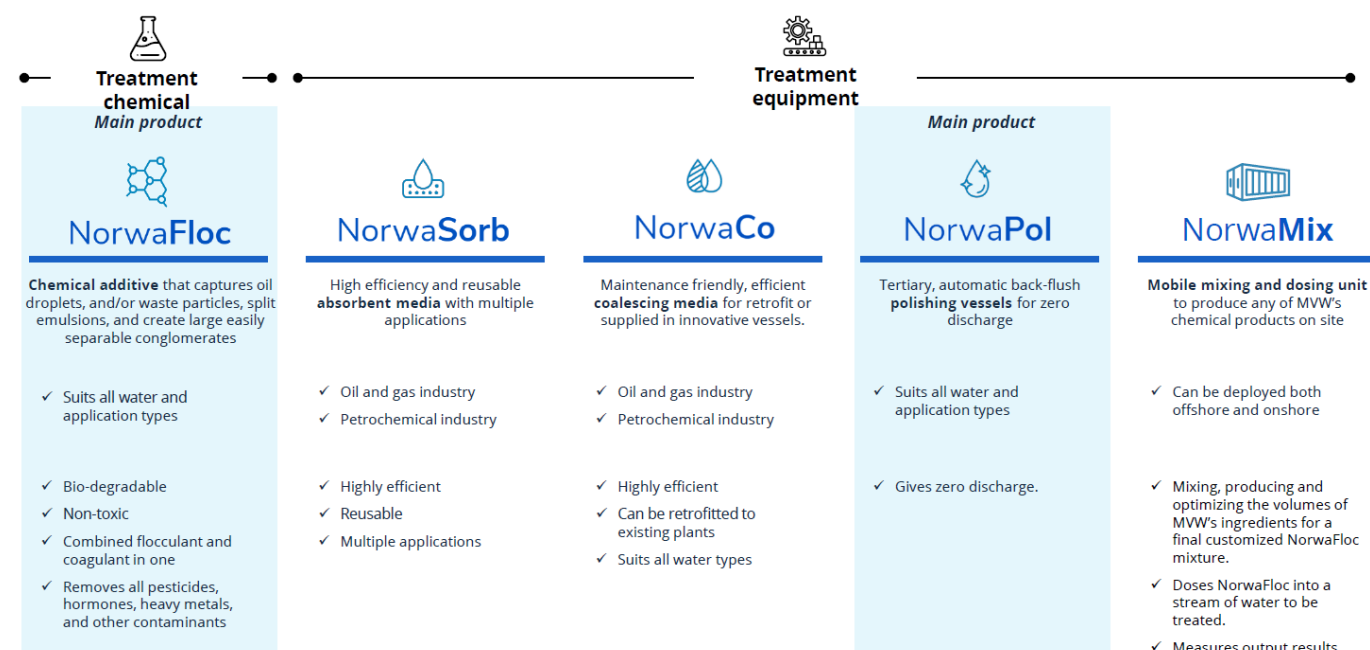 Treatment
chemical
Treatment
equipment
Main product
NorwaFloc
Chemical additive that captures oil
droplets, and/or waste particles, split
emulsions, and create large easily
separable conglomerates
✓ Suits all water and
application types
✓ Bio-degradable
✓ Non-toxic
✓ Combined flocculant and
coagulant in one
✓ Removes all pesticides,
hormones, heavy metals,
and other contaminants
NorwaSorb
High efficiency and reusable
absorbent media with multiple
applications
✓ Oil and gas industry
✓ Petrochemical industry
✓ Highly efficient
✓ Reusable
✓ Multiple applications
NorwaCo
Maintenance friendly, efficient
coalescing media for retrofit or
supplied in innovative vessels.
✓ Oil and gas industry
✓ Petrochemical industry
✓ Highly efficient
✓ Can be retrofitted to
existing plants
✓ Suits all water types
Main product
NorwaPol
Tertiary, automatic back-flush
polishing vessels for zero
discharge
✓ Suits all water and
application types
✓ Gives zero discharge.
NorwaMix
Mobile mixing and dosing unit
to produce any of MVW's
chemical products on site
✓ Can be deployed both
offshore and onshore
✓ Mixing, producing and
optimizing the volumes of
MVW's ingredients for a
final customized NorwaFloc
mixture.
✓ Doses NorwaFloc into a
stream of water to be
treated.
✓ Measures output results